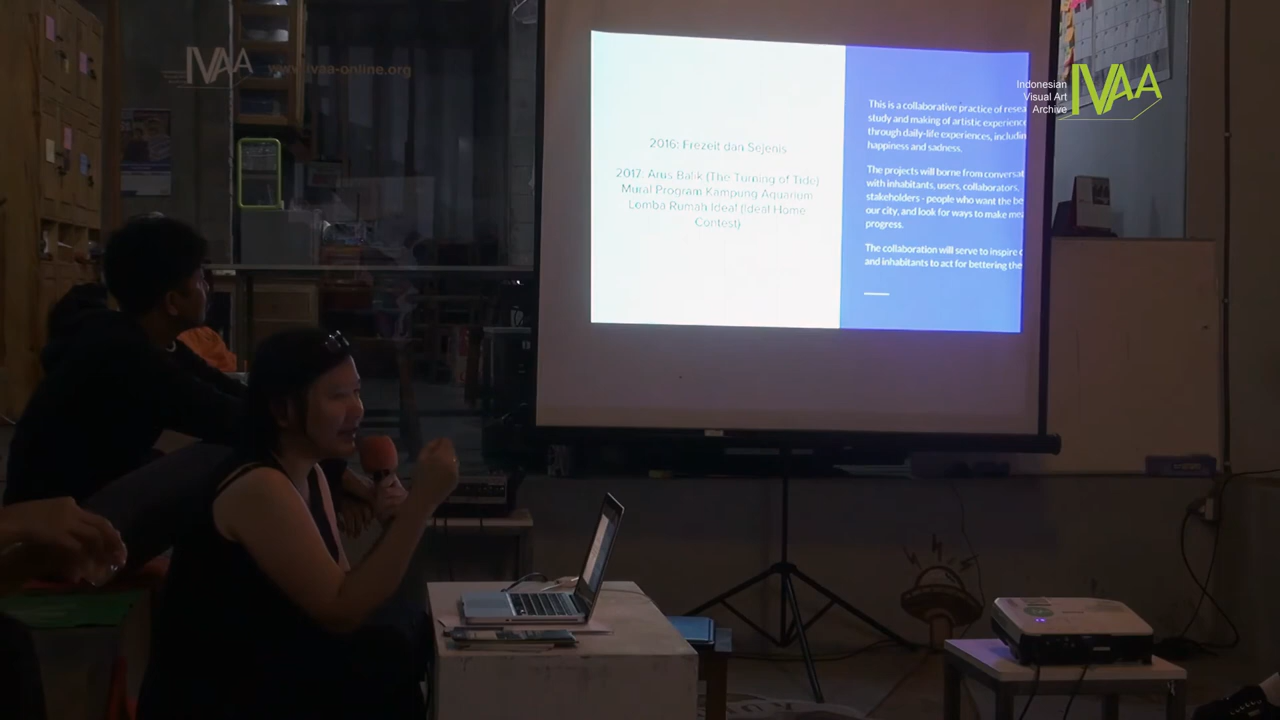 IVAA
www.ivaa-online.org
Indonesian
Visual Art
Archive
IVAA
2016: Frezeit dan Sejenis
2017: Arus Balik (The Turning of Tide)
Mural Program Kampung Aquarium
Lomba Rumah Ideal (Ideal Home
Contest)
This is a collaborative practice of resea
study and making of artistic experience
through daily-life experiences, includin
happiness and sadness.
The projects will borne from conversat
with inhabitants, users, collaborators,
stakeholders - people who want the be
our city, and look for ways to make me
progress.
The collaboration will serve to inspire
and inhabitants to act for bettering the